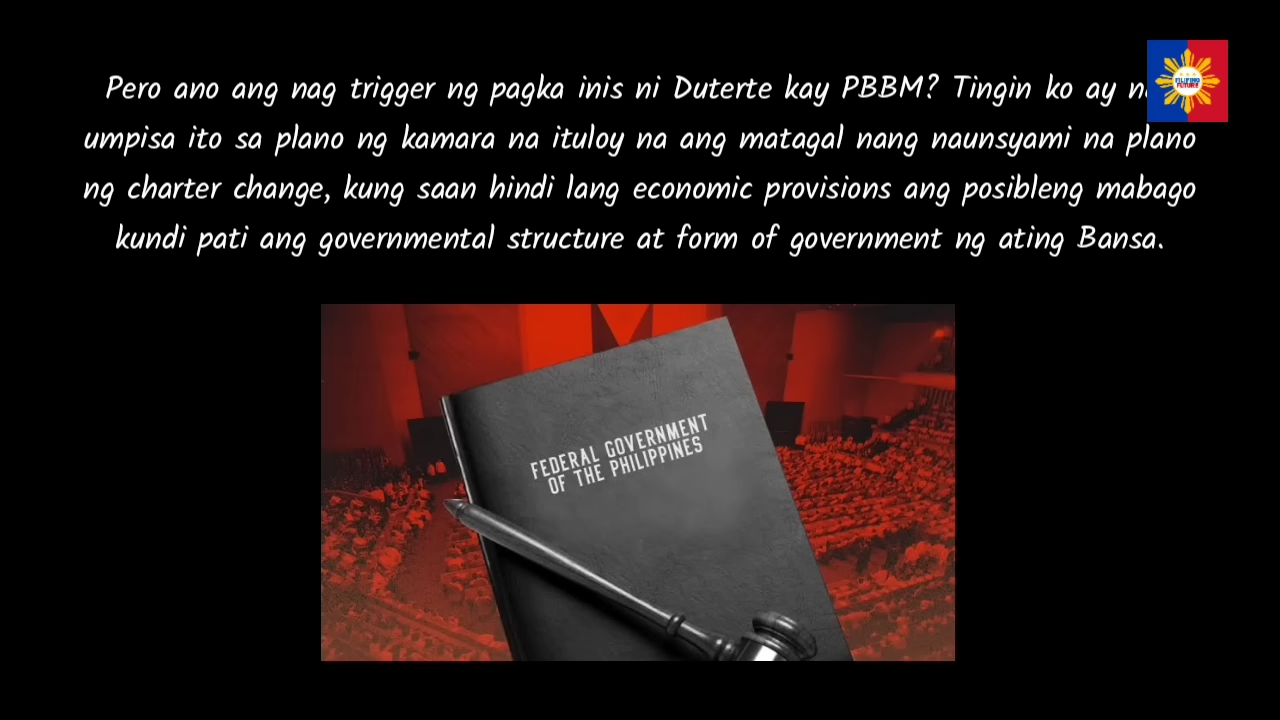 Pero ano ang nag trigger ng pagka inis ni Duterte kay PBBM? Tingin ko ay
umpisa ito sa plano ng kamara na ituloy na ang matagal nang naunsyami na plano
ng charter change, kung saan hindi lang economic provisions ang posibleng mabago
kundi pati ang governmental structure at form of government ng ating Bansa.
FILIPINO
FUTURE
FEDERAL GOVERNMENT
OF THE PHILIPPINES